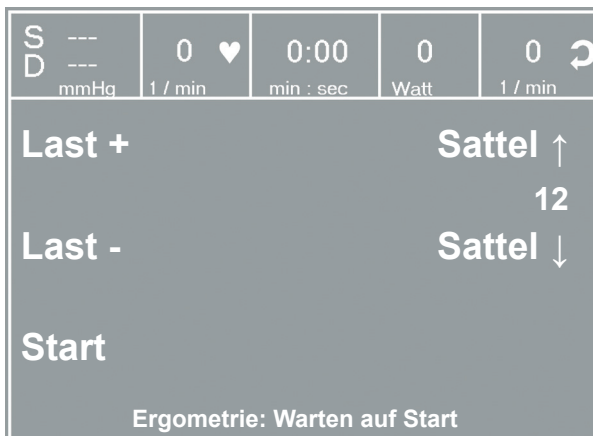 S --- 0 ♥ 0:00 0 0
D ---
mmHg 1 / min min : sec Watt 1 / min
Last + Sattel ↑
12
Last - Sattel ↓
Start
Ergometrie: Warten auf Start